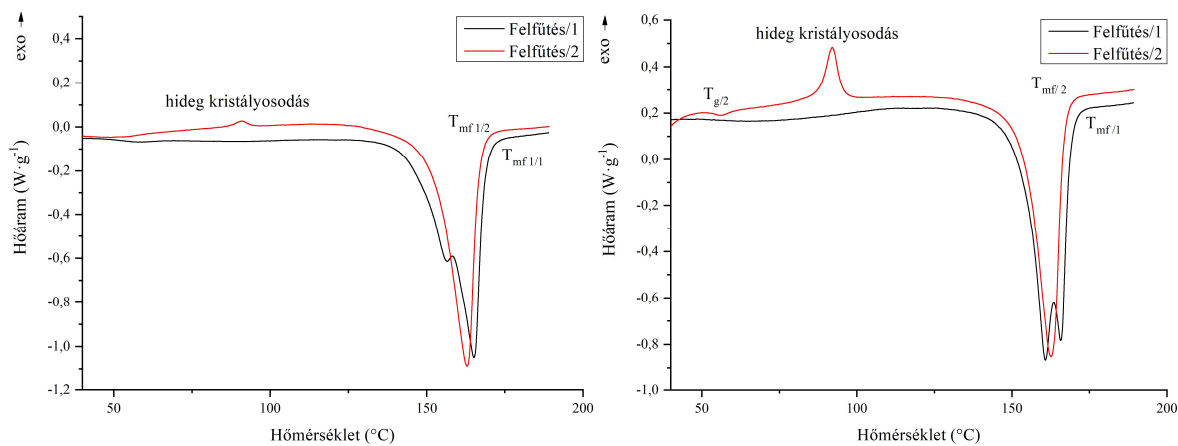 exo →
Hőáram (W·g⁻¹)
0,4
0,2
0,0
-0,2
-0,4
-0,6
-0,8
-1,0
-1,2
Felfűtés/1
Felfűtés/2
hideg kristályosodás
Tmf 1/2
Tmf 1/1
50
100
150
200
Hőmérséklet (°C)
exo →
Hőáram (W·g⁻¹)
0,6
0,4
0,2
0,0
-0,2
-0,4
-0,6
-0,8
-1,0
Felfűtés/1
Felfűtés/2
hideg kristályosodás
Tg/2
Tmf/ 2
Tmf /1
50
100
150
200
Hőmérséklet (°C)